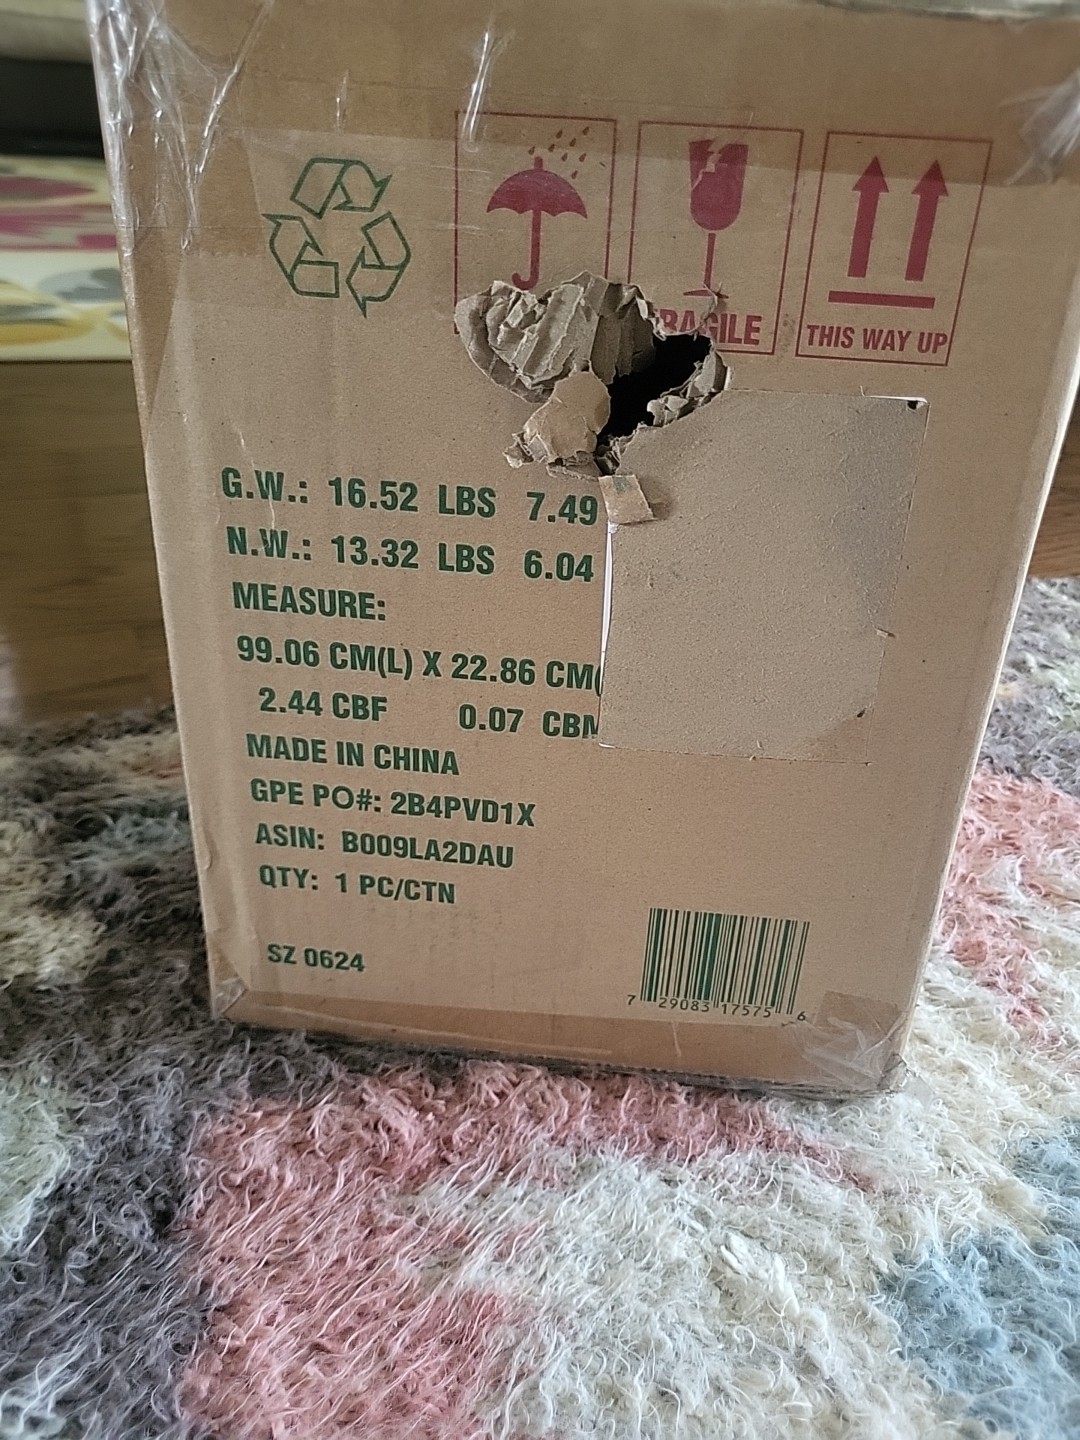 FRAGILE
THIS WAY UP
G.W.: 16.52 LBS 7.49
N.W.: 13.32 LBS 6.04
MEASURE:
99.06 CM(L) X 22.86 CM(
2.44 CBF 0.07 CBM
MADE IN CHINA
GPE PO#: 2B4PVD1X
ASIN: B009LA2DAU
QTY: 1 PC/CTN
SZ 0624
7 29083 17575 6